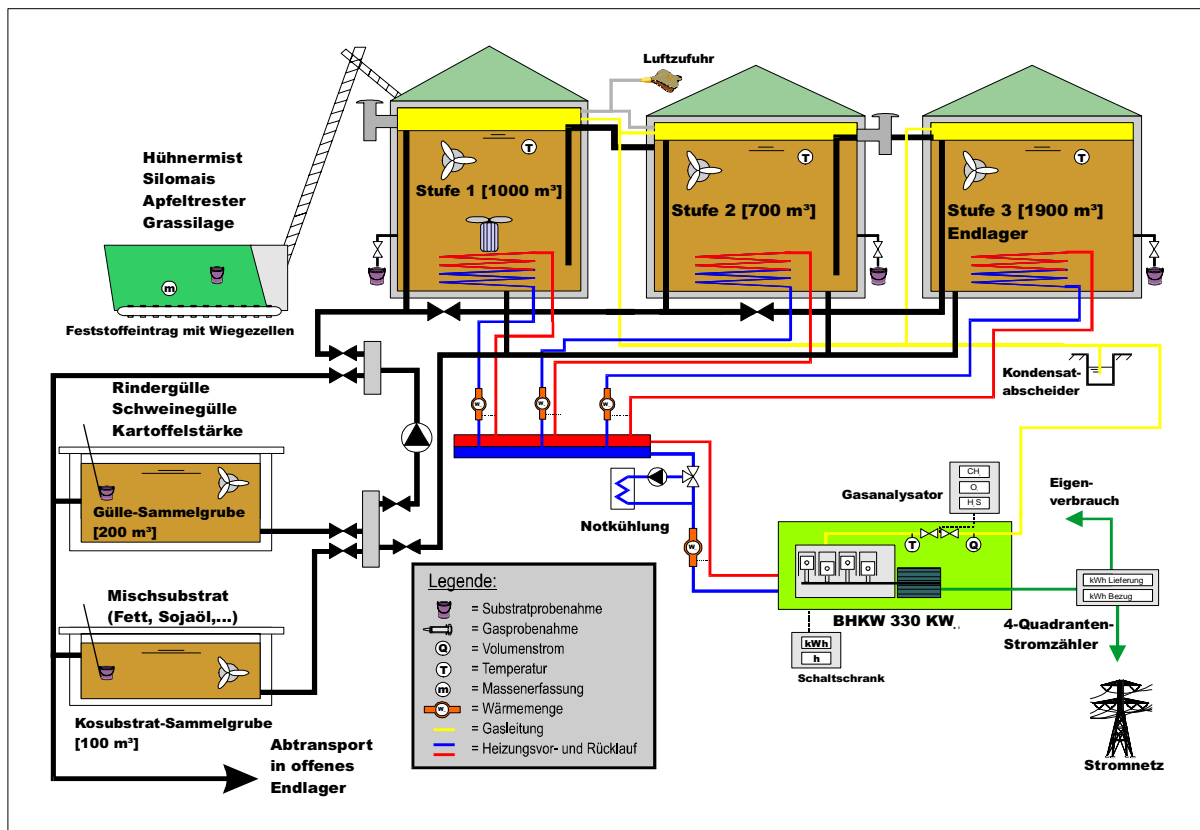 Luftzufuhr
Hühnermist
Silomais
Apfeltrester
Grassilage
T
T
T
Stufe 1 [1000 m³]
Stufe 2 [700 m³]
Stufe 3 [1900 m³]
Endlager
m
Feststoffeintrag mit Wiegezellen
Kondensat-
abscheider
Rindergülle
Schweinegülle
Kartoffelstärke
W
W
W
Gülle-Sammelgrube
[200 m³]
Notkühlung
W
Gasanalysator
CH
O
H S
Eigen-
verbrauch
T
Q
kWh Lieferung
kWh Bezug
BHKW 330 KW
4-Quadranten-
Stromzähler
kWh
h
Schaltschrank
Mischsubstrat
(Fett, Sojaöl,...)
Kosubstrat-Sammelgrube
[100 m³]
Abtransport
in offenes
Endlager
Stromnetz
Legende:
= Substratprobenahme
= Gasprobenahme
Q = Volumenstrom
T = Temperatur
m = Massenerfassung
W = Wärmemenge
= Gasleitung
= Heizungsvor- und Rücklauf